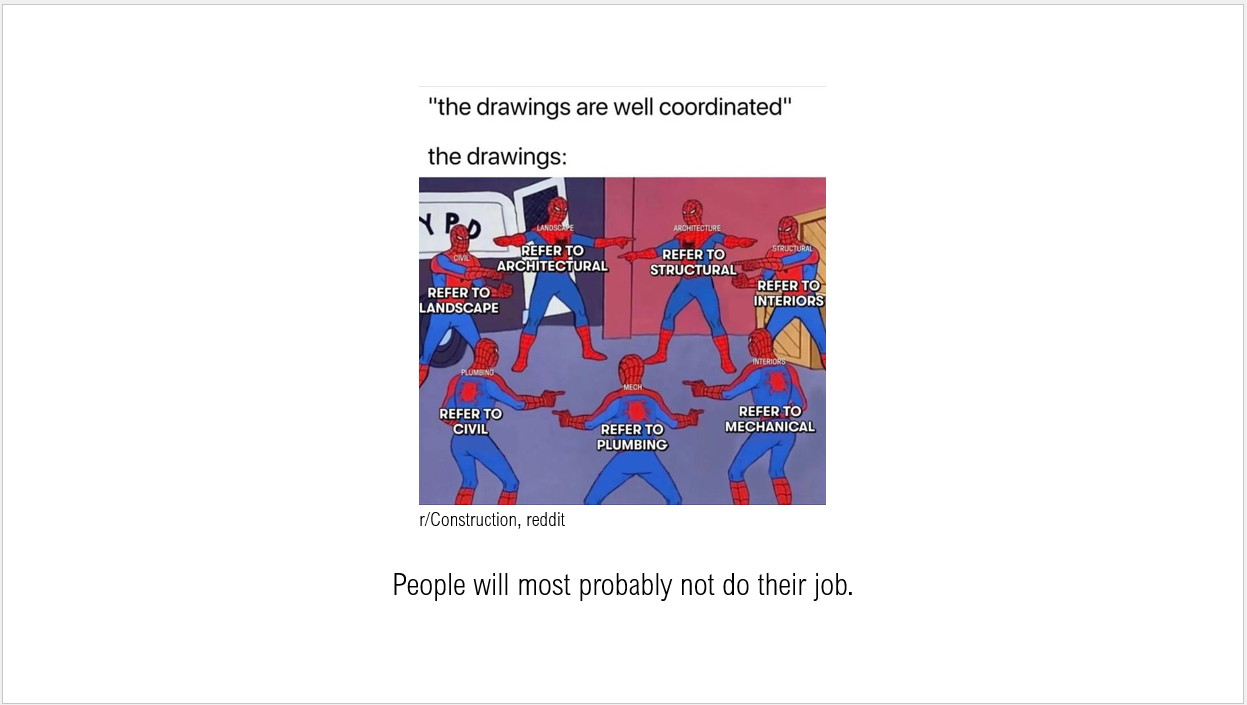 "the drawings are well coordinated"
the drawings:
Y P D
LANDSCAPE
REFER TO
ARCHITECTURAL
ARCHITECTURE
REFER TO
STRUCTURAL
CIVIL
REFER TO
LANDSCAPE
STRUCTURAL
REFER TO
INTERIORS
PLUMBING
REFER TO
CIVIL
MECH
REFER TO
PLUMBING
INTERIORS
REFER TO
MECHANICAL
r/Construction, reddit
People will most probably not do their job.